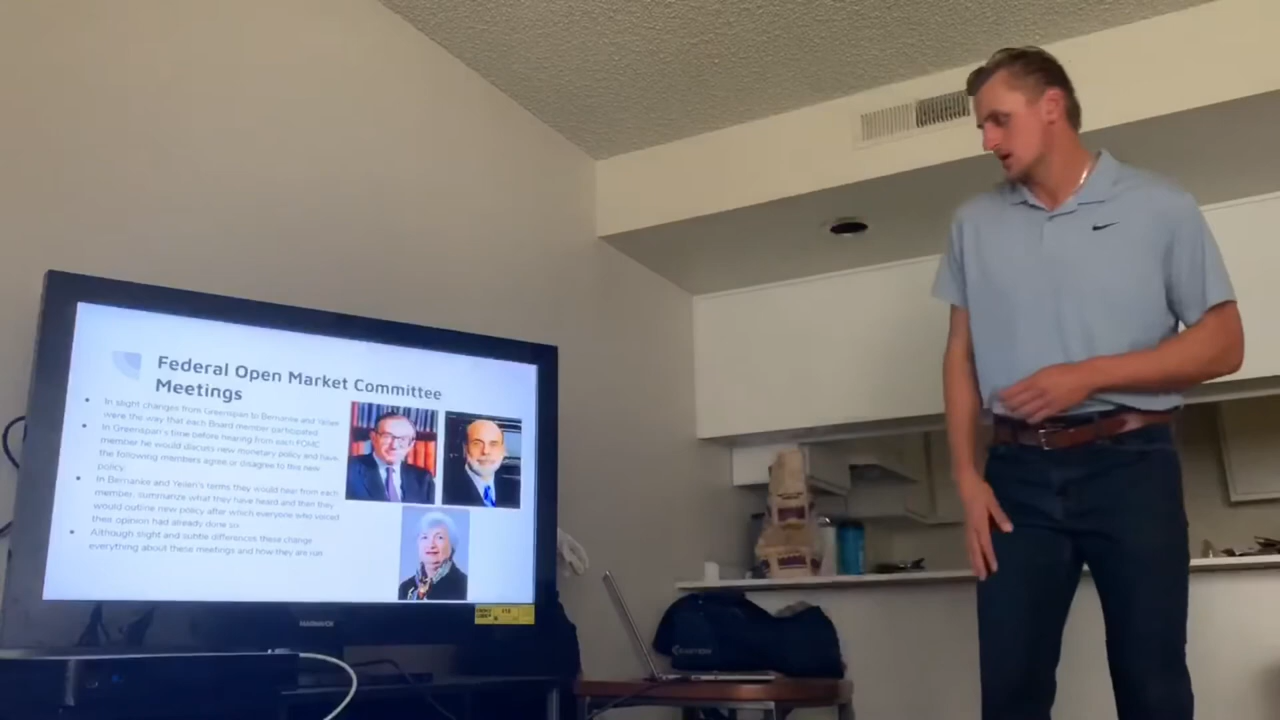 Federal Open Market Committee
Meetings
In slight changes from Greenspan to Bernanke and Yellen
were the way that each Board member participated
In Greenspan's time before hearing from each FOMC
member he would discuss new monetary policy and have
the following members agree or disagree to this new
policy
In Bernanke and Yellen's terms they would hear from each
member, summarize what they have heard and then they
would outline new policy after which everyone who voiced
their opinion had already done so
Although slight and subtle differences these change
everything about these meetings and how they are run
MAGNAVOX